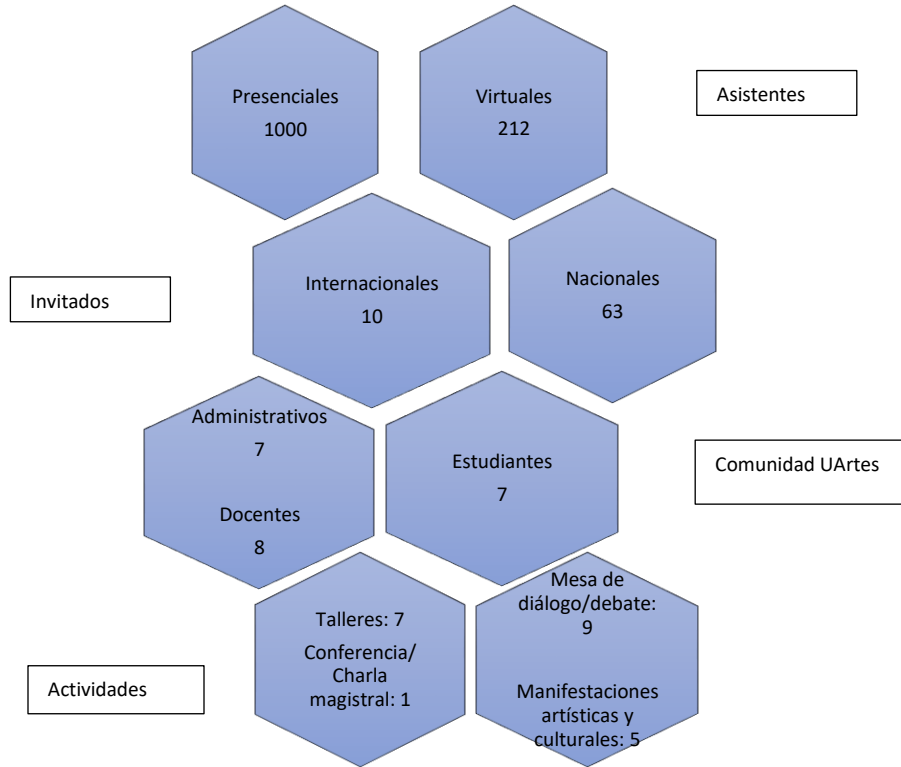 Presenciales
1000
Virtuales
212
Asistentes
Invitados
Internacionales
10
Nacionales
63
Administrativos
7
Docentes
8
Estudiantes
7
Comunidad UArtes
Actividades
Talleres: 7
Conferencia/
Charla
magistral: 1
Mesa de
diálogo/debate:
9
Manifestaciones
artísticas y
culturales: 5